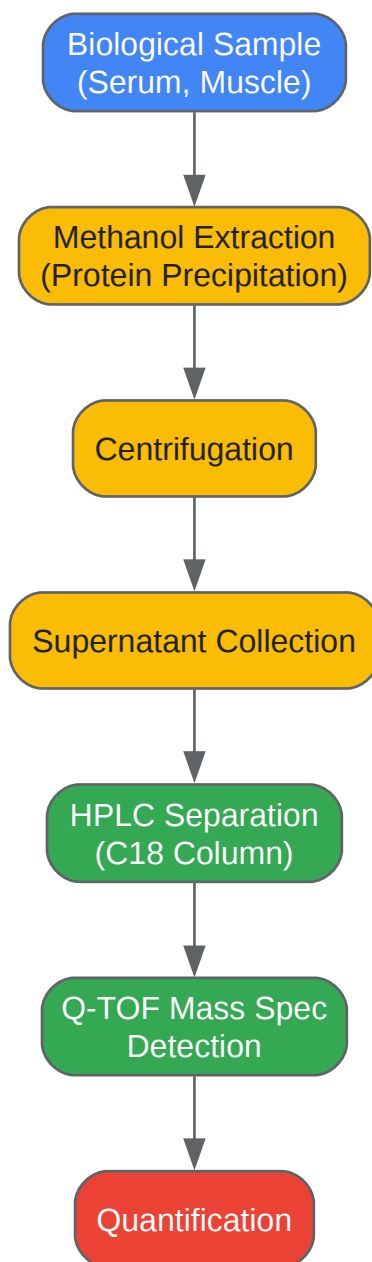 Biological Sample
(Serum, Muscle)
Methanol Extraction
(Protein Precipitation)
Centrifugation
Supernatant Collection
HPLC Separation
(C18 Column)
Q-TOF Mass Spec
Detection
Quantification